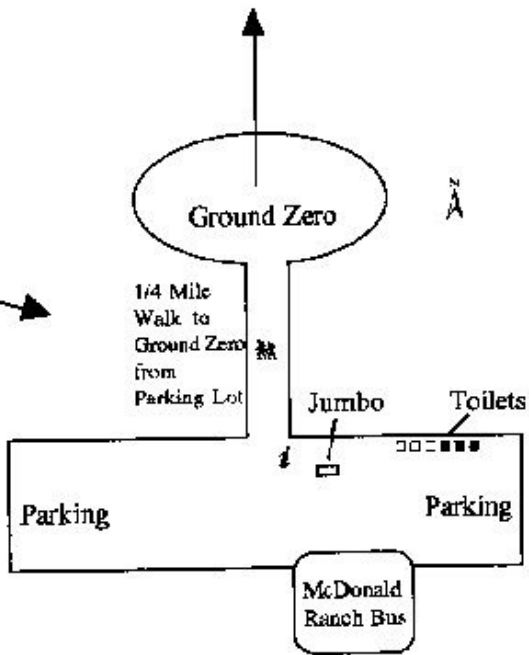 N
Ground Zero
1/4 Mile
Walk to
Ground Zero
from
Parking Lot
Jumbo
Toilets
i
Parking
Parking
McDonald
Ranch Bus